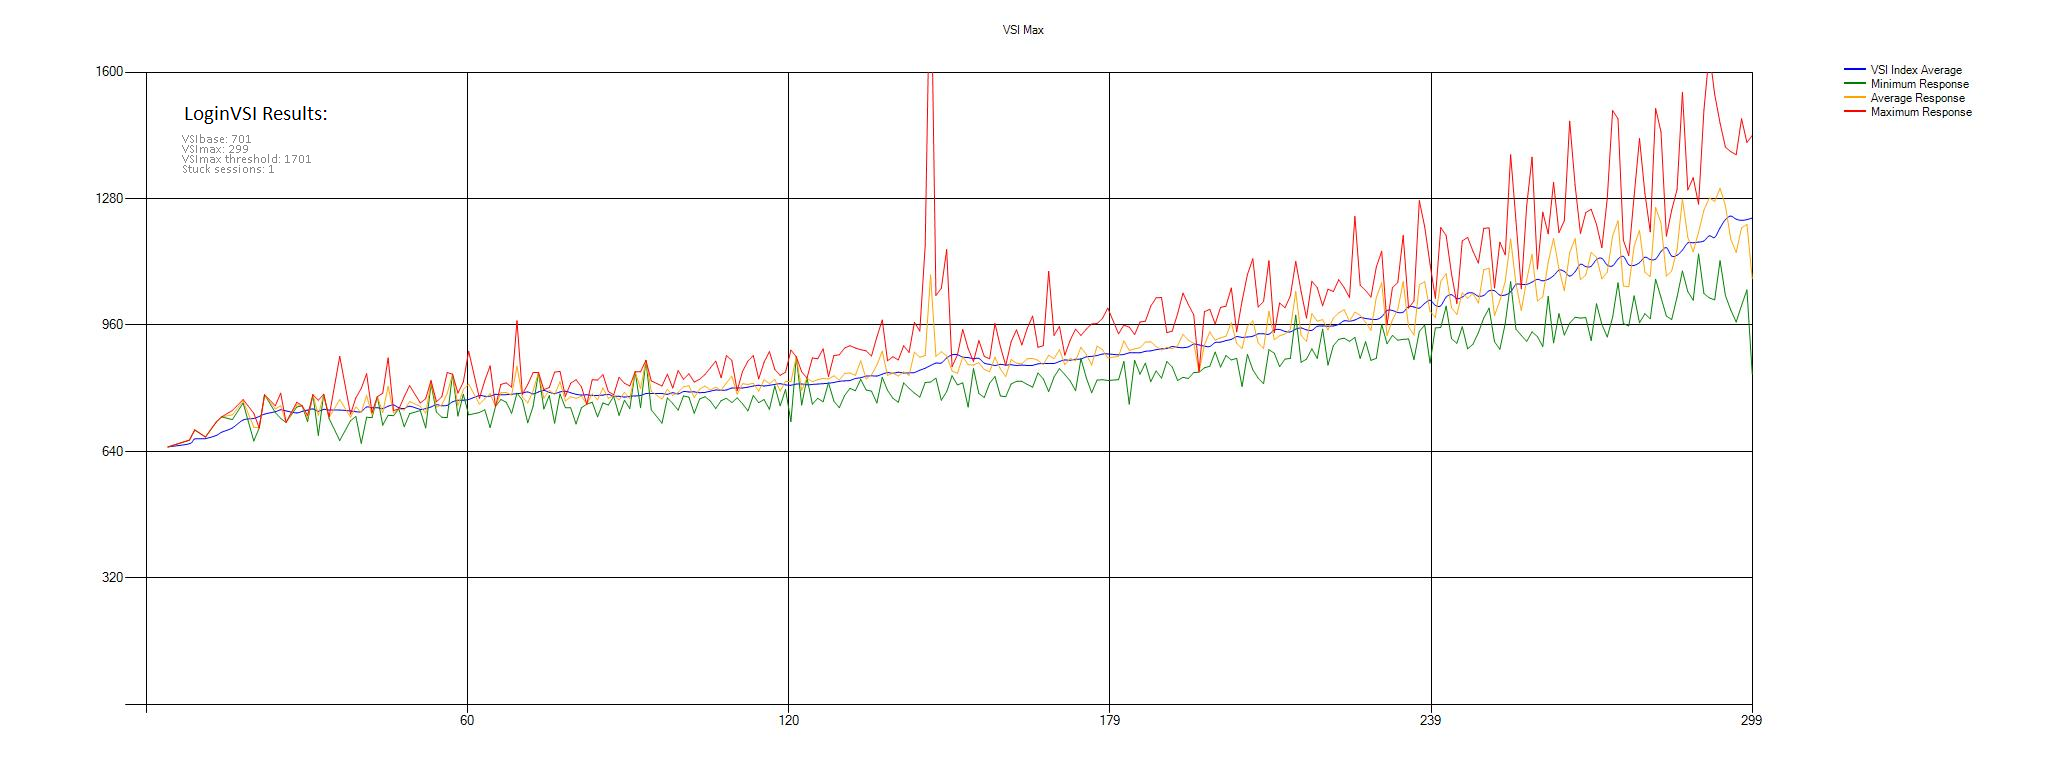 VSI Max
1600
1280
960
640
320
LoginVSI Results:
VSIbase: 701
VSImax: 299
VSImax threshold: 1701
Stuck sessions: 1
VSI Index Average
Minimum Response
Average Response
Maximum Response
60
120
179
239
299